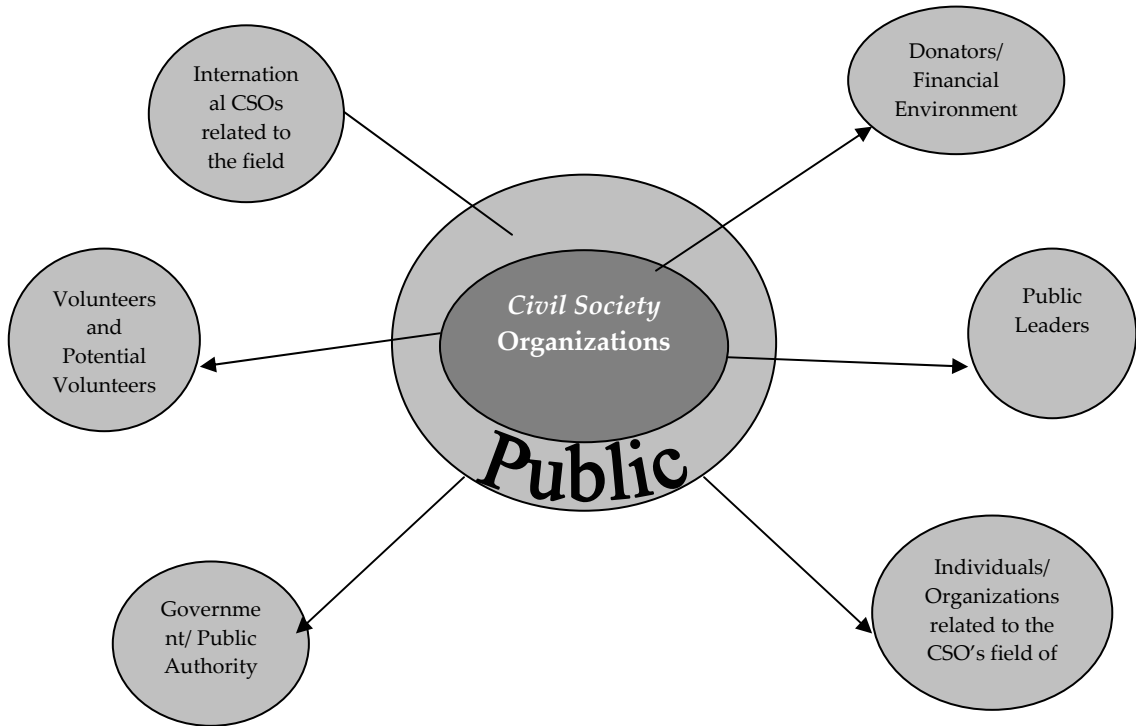 Internation
al CSOs
related to
the field
Donators/
Financial
Environment
Volunteers
and
Potential
Volunteers
Civil Society
Organizations
Public
Leaders
Public
Governme
nt/ Public
Authority
Individuals/
Organizations
related to the
CSO’s field of